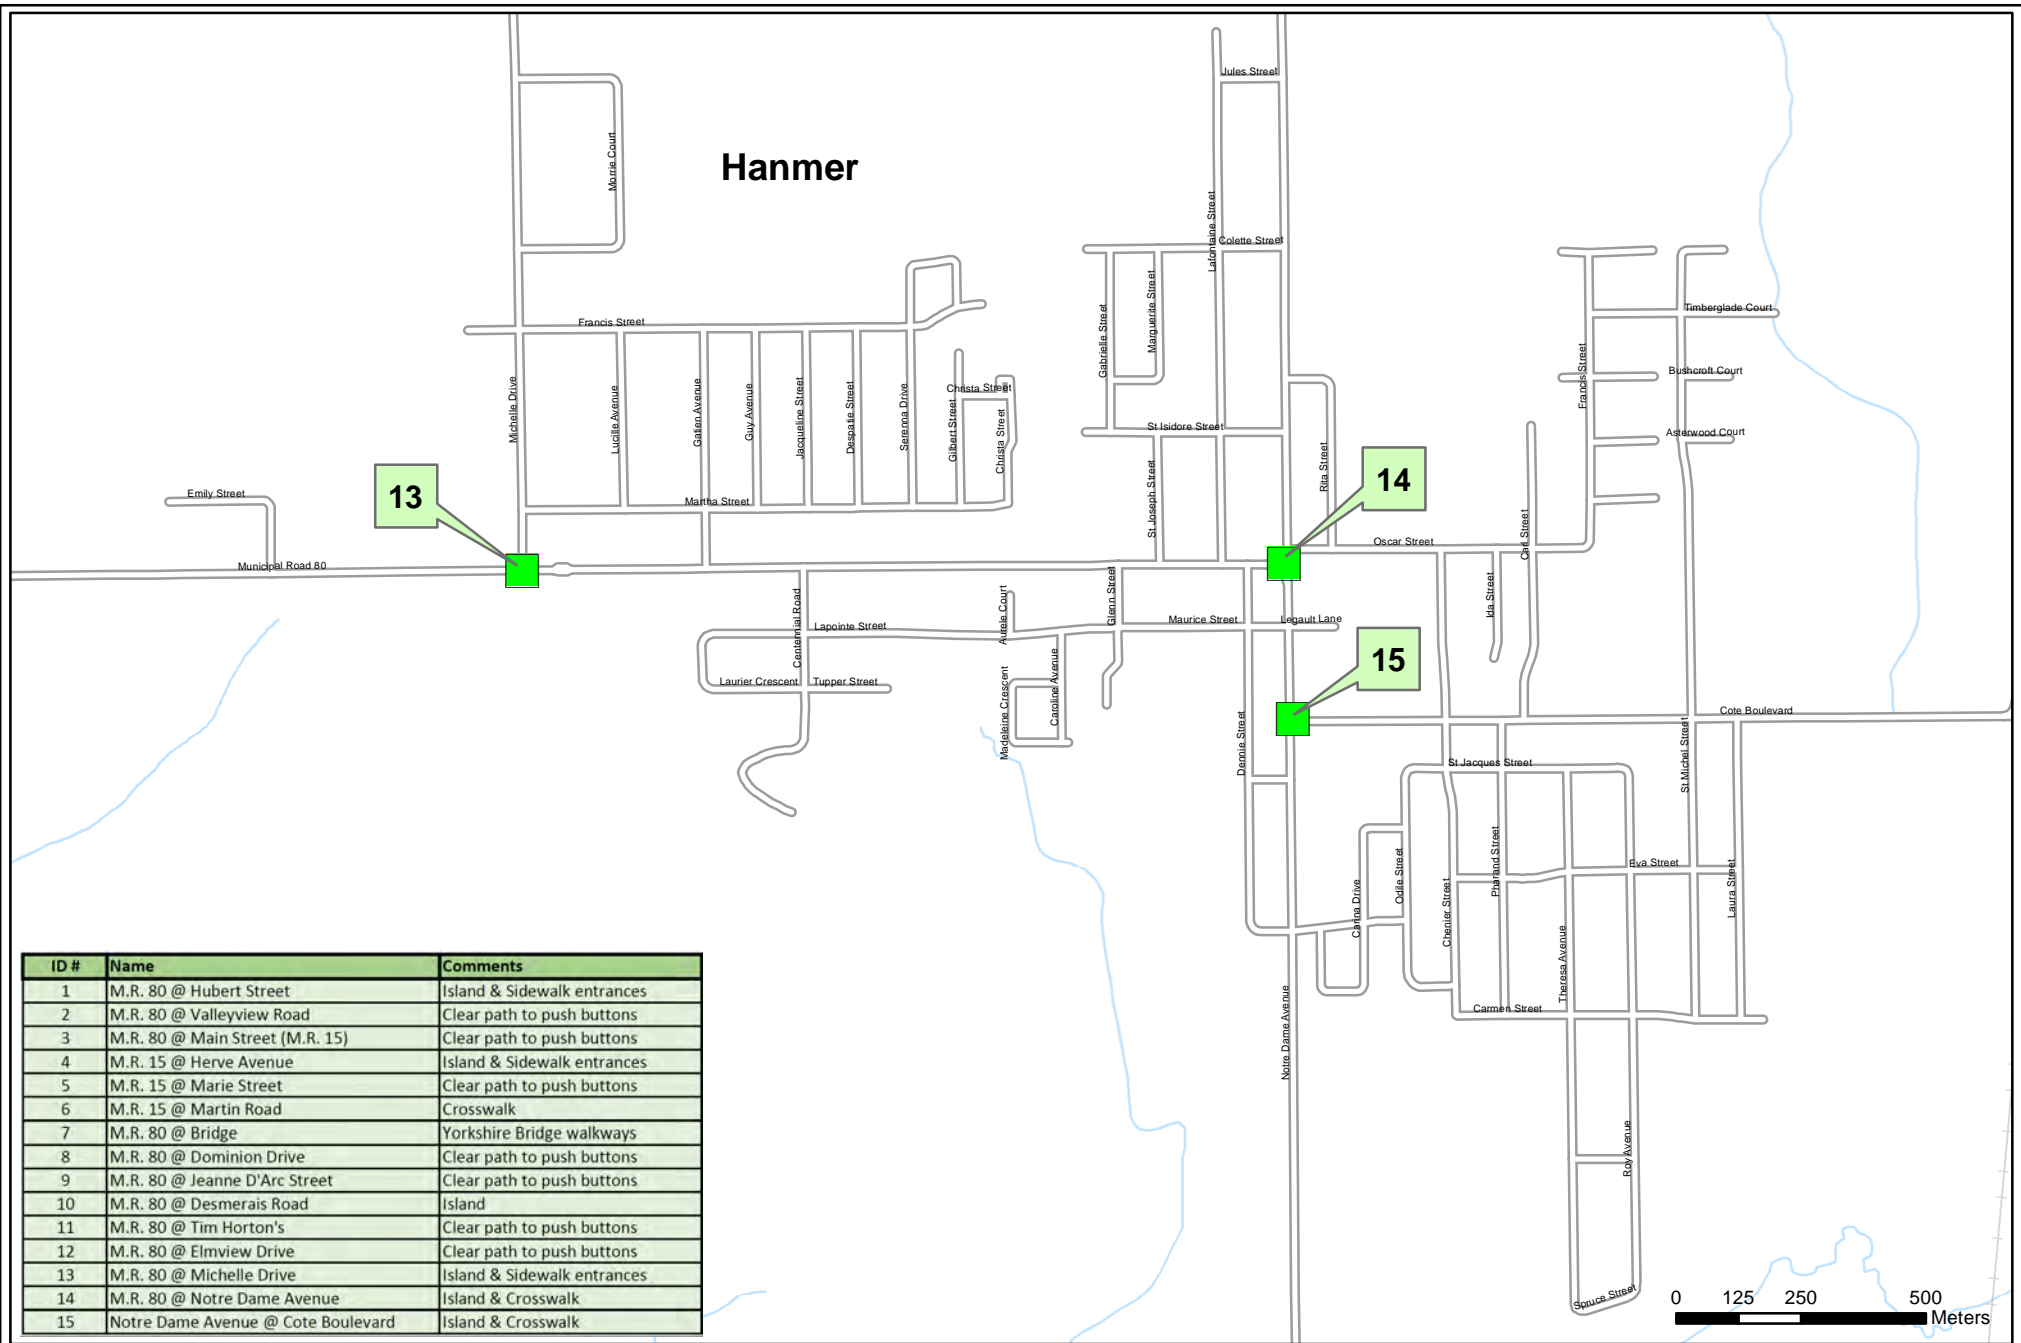 Jules Street
Morrie Court
Hanmer
Lafontaine Street
Colette Street
Marguerite Street
Gabrielle Street
Timberglade Court
Francis Street
Francis Street
Bushcroft Court
Michelle Drive
Lucille Avenue
Gatien Avenue
Guy Avenue
Jacqueline Street
Despatie Street
Serenna Drive
Gilbert Street
Christa Street
Christa Street
St Isidore Street
St Joseph Street
Rita Street
Asterwood Court
14
13
Emily Street
Martha Street
Oscar Street
Carl Street
Municipal Road 80
Centennial Road
Aurele Court
Glenn Street
Ida Street
Lapointe Street
Maurice Street
Legault Lane
15
Laurier Crescent
Tupper Street
Madeleine Crescent
Caroline Avenue
Dennie Street
Cote Boulevard
St Michel Street
St Jacques Street
Carina Drive
Odile Street
Chenier Street
Pharand Street
Eva Street
Laura Street
Theresa Avenue
Notre Dame Avenue
Carmen Street
Roy Avenue
Spruce Street
ID # Name Comments
1 M.R. 80 @ Hubert Street Island & Sidewalk entrances
2 M.R. 80 @ Valleyview Road Clear path to push buttons
3 M.R. 80 @ Main Street (M.R. 15) Clear path to push buttons
4 M.R. 15 @ Herve Avenue Island & Sidewalk entrances
5 M.R. 15 @ Marie Street Clear path to push buttons
6 M.R. 15 @ Martin Road Crosswalk
7 M.R. 80 @ Bridge Yorkshire Bridge walkways
8 M.R. 80 @ Dominion Drive Clear path to push buttons
9 M.R. 80 @ Jeanne D'Arc Street Clear path to push buttons
10 M.R. 80 @ Desmerais Road Island
11 M.R. 80 @ Tim Horton's Clear path to push buttons
12 M.R. 80 @ Elmview Drive Clear path to push buttons
13 M.R. 80 @ Michelle Drive Island & Sidewalk entrances
14 M.R. 80 @ Notre Dame Avenue Island & Crosswalk
15 Notre Dame Avenue @ Cote Boulevard Island & Crosswalk
0 125 250 500
Meters